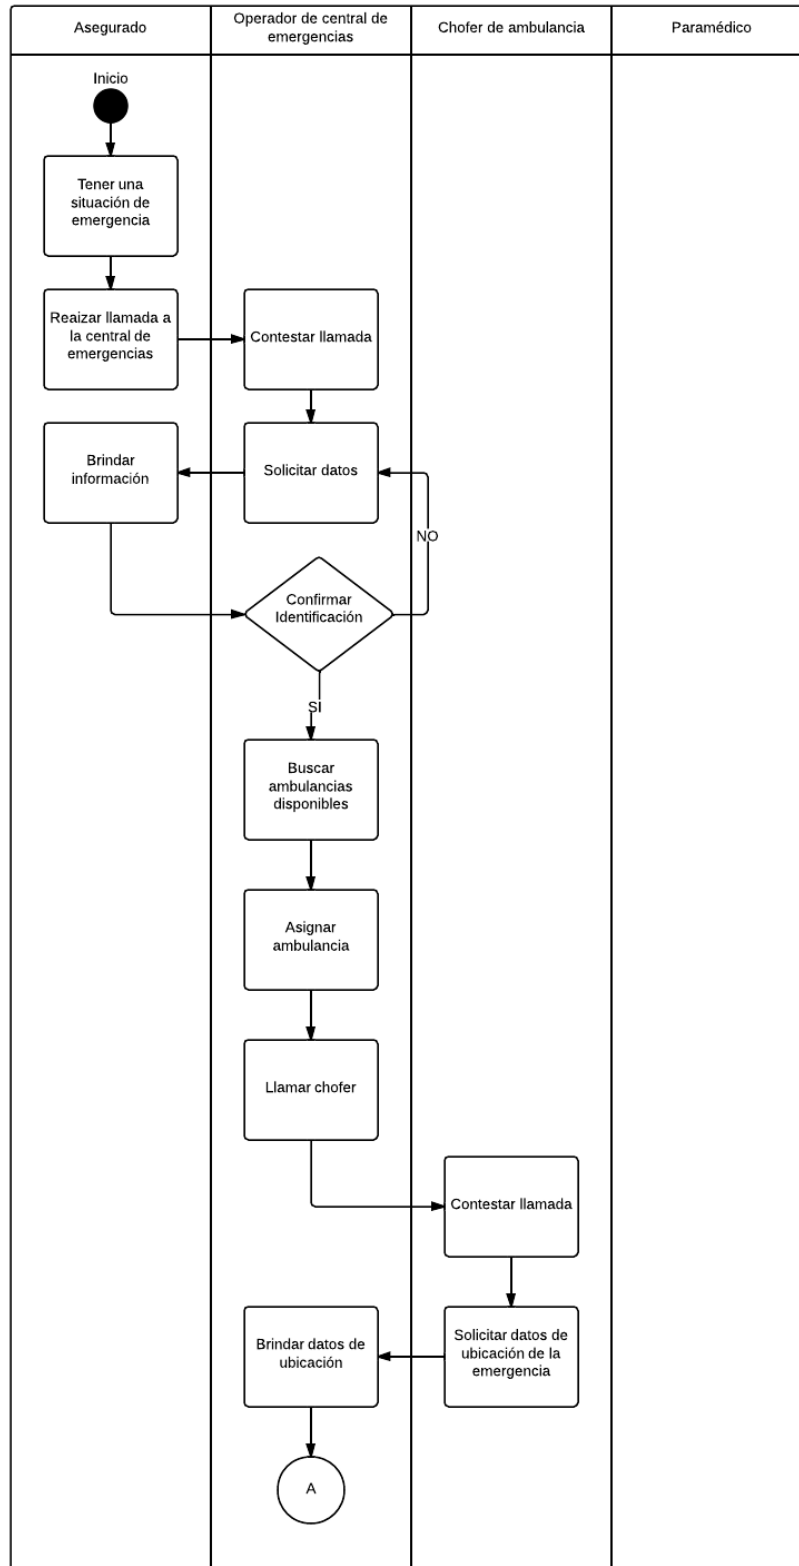 Asegurado
Operador de central de
emergencias
Chofer de ambulancia
Paramédico
Inicio
Tener una
situación de
emergencia
Reaizar llamada a
la central de
emergencias
Contestar llamada
Brindar
información
Solicitar datos
NO
Confirmar
Identificación
SI
Buscar
ambulancias
disponibles
Asignar
ambulancia
Llamar chofer
Contestar llamada
Solicitar datos de
ubicación de la
emergencia
Brindar datos de
ubicación
A